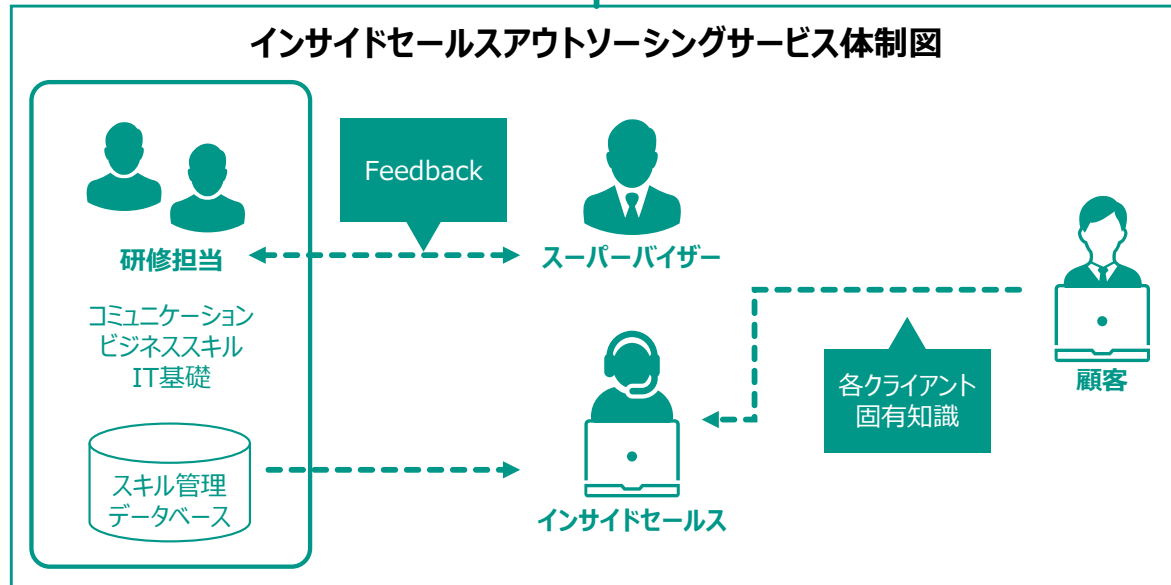 インサイドセールスアウトソーシングサービス体制図
Feedback
研修担当
スーパーバイザー
コミュニケーション
ビジネススキル
IT基礎
各クライアント
固有知識
顧客
スキル管理
データベース
インサイドセールス